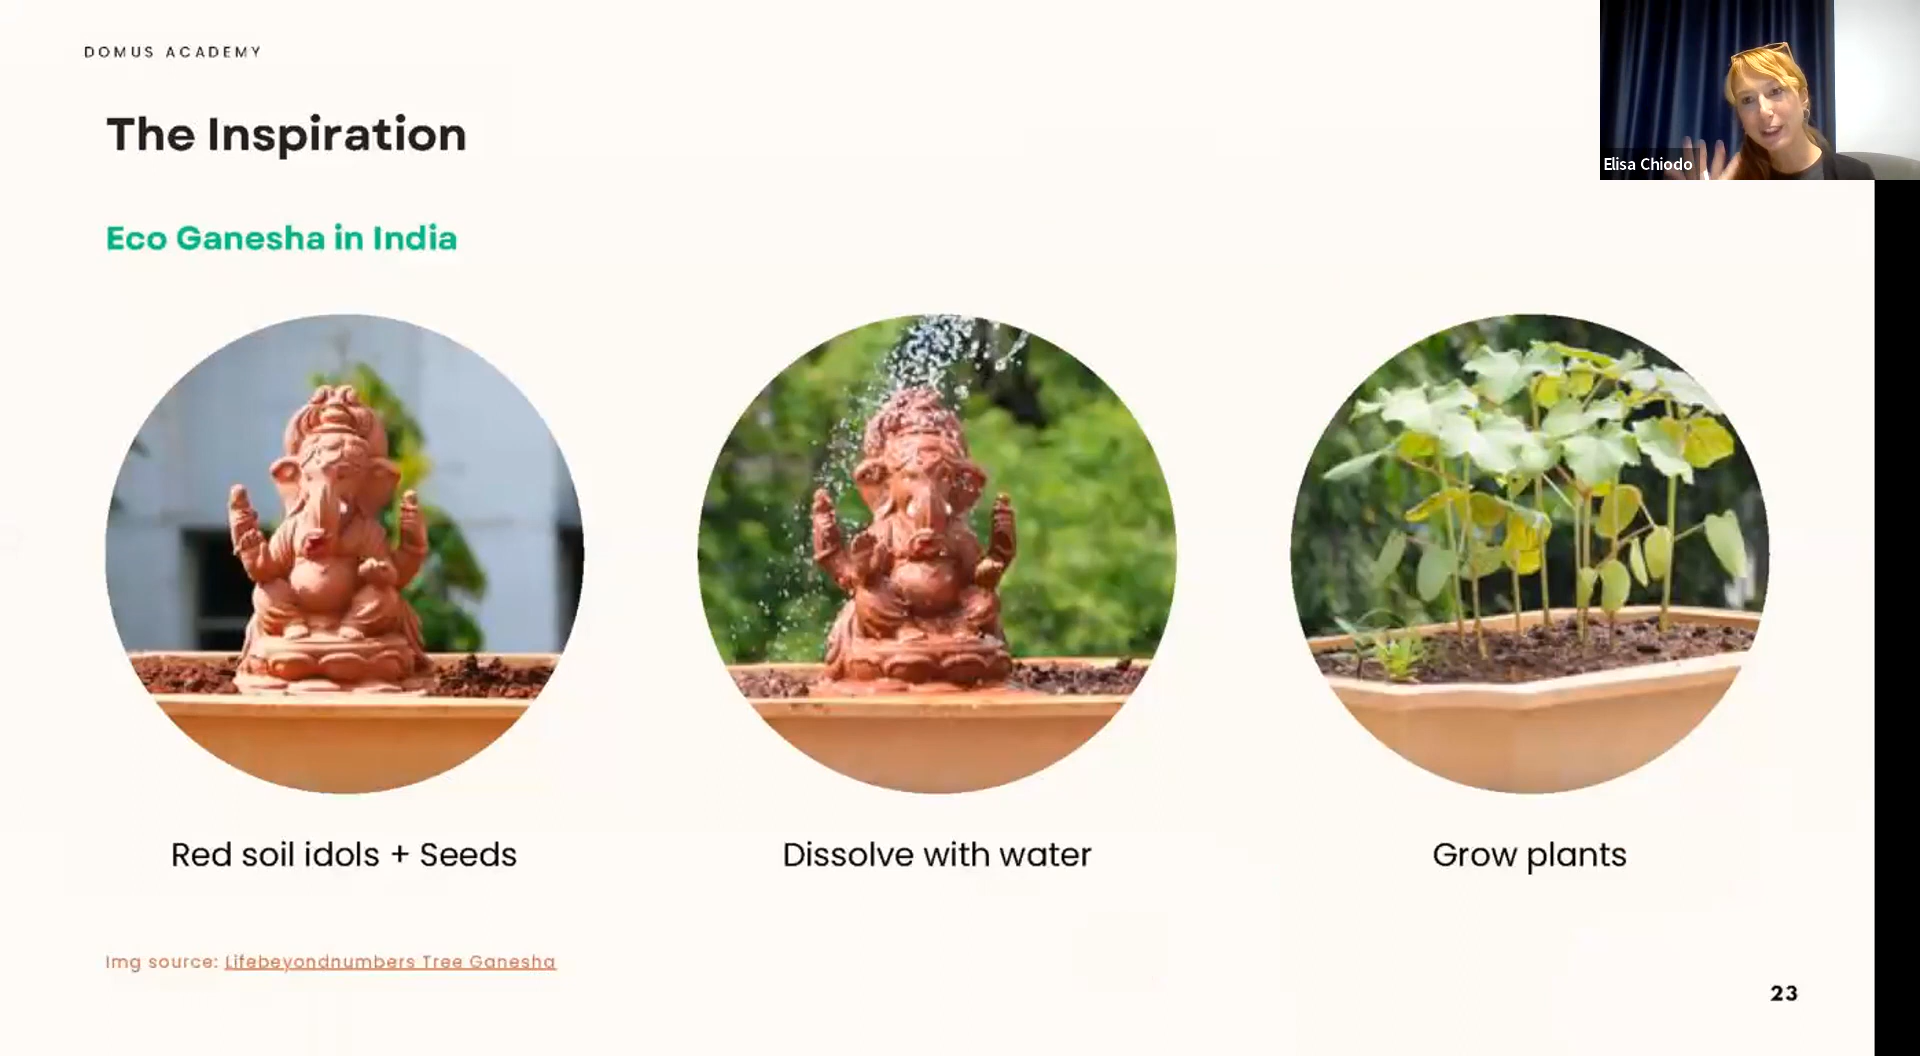 DOMUS ACADEMY
Elisa Chiodo
The Inspiration
Eco Ganesha in India
Red soil idols + Seeds
Dissolve with water
Grow plants
Img source: Lifebeyondnumbers Tree Ganesha
23